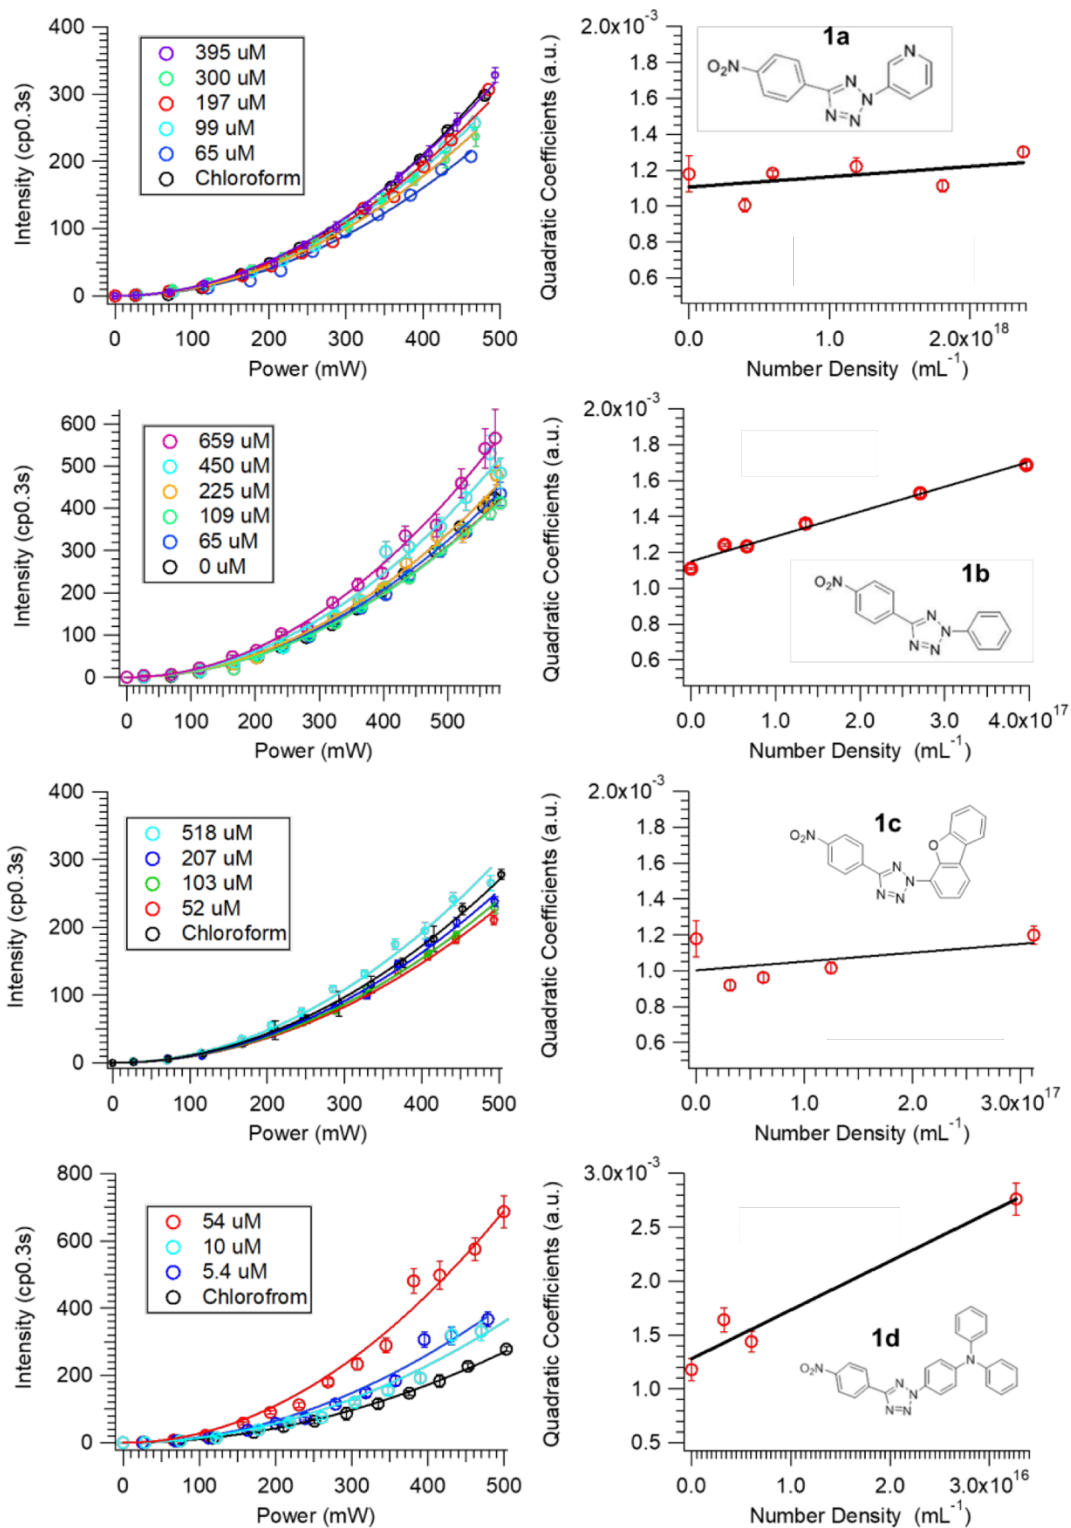 400
300
200
100
0
Intensity (cp0.3s)
395 uM
300 uM
197 uM
99 uM
65 uM
Chloroform
0 100 200 300 400 500
Power (mW)
2.0x10-3
1.8
1.6
1.4
1.2
1.0
0.8
0.6
Quadratic Coefficients (a.u.)
1a
O2N
N
N
N
N
N
0.0 1.0 2.0x10^18
Number Density (mL-1)
600
500
400
300
200
100
0
Intensity (cp0.3s)
659 uM
450 uM
225 uM
109 uM
65 uM
0 uM
0 100 200 300 400 500 600
Power (mW)
2.0x10-3
1.8
1.6
1.4
1.2
1.0
0.6
Quadratic Coefficients (a.u.)
1b
O2N
N
N
N
N
0.0 1.0 2.0 3.0 4.0x10^17
Number Density (mL-1)
400
300
200
100
0
Intensity (cp0.3s)
518 uM
207 uM
103 uM
52 uM
Chloroform
0 100 200 300 400 500
Power (mW)
2.0x10-3
1.8
1.6
1.4
1.2
1.0
0.8
0.6
Quadratic Coefficients (a.u.)
1c
O2N
O
N
N
N
N
0.0 1.0 2.0 3.0x10^17
Number Density (mL-1)
800
600
400
200
0
Intensity (cp0.3s)
54 uM
10 uM
5.4 uM
Chlorofrom
0 100 200 300 400 500
Power (mW)
3.0x10-3
2.5
2.0
1.5
1.0
0.5
Quadratic Coefficients (a.u.)
1d
O2N
N
N
N
N
N
0.0 1.0 2.0 3.0x10^16
Number Density (mL-1)